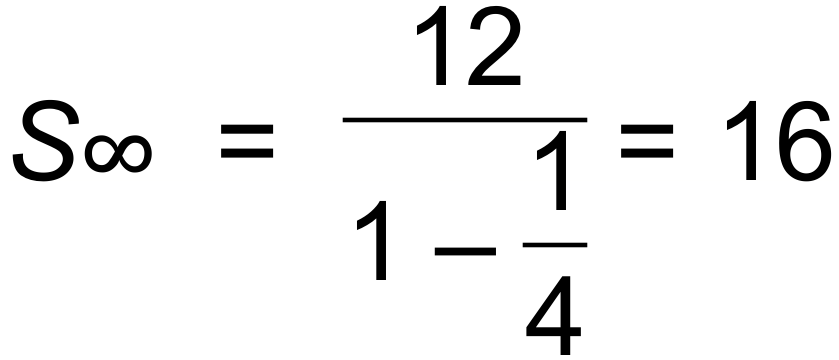 S∞ = 12 / (1 – 1/4) = 16